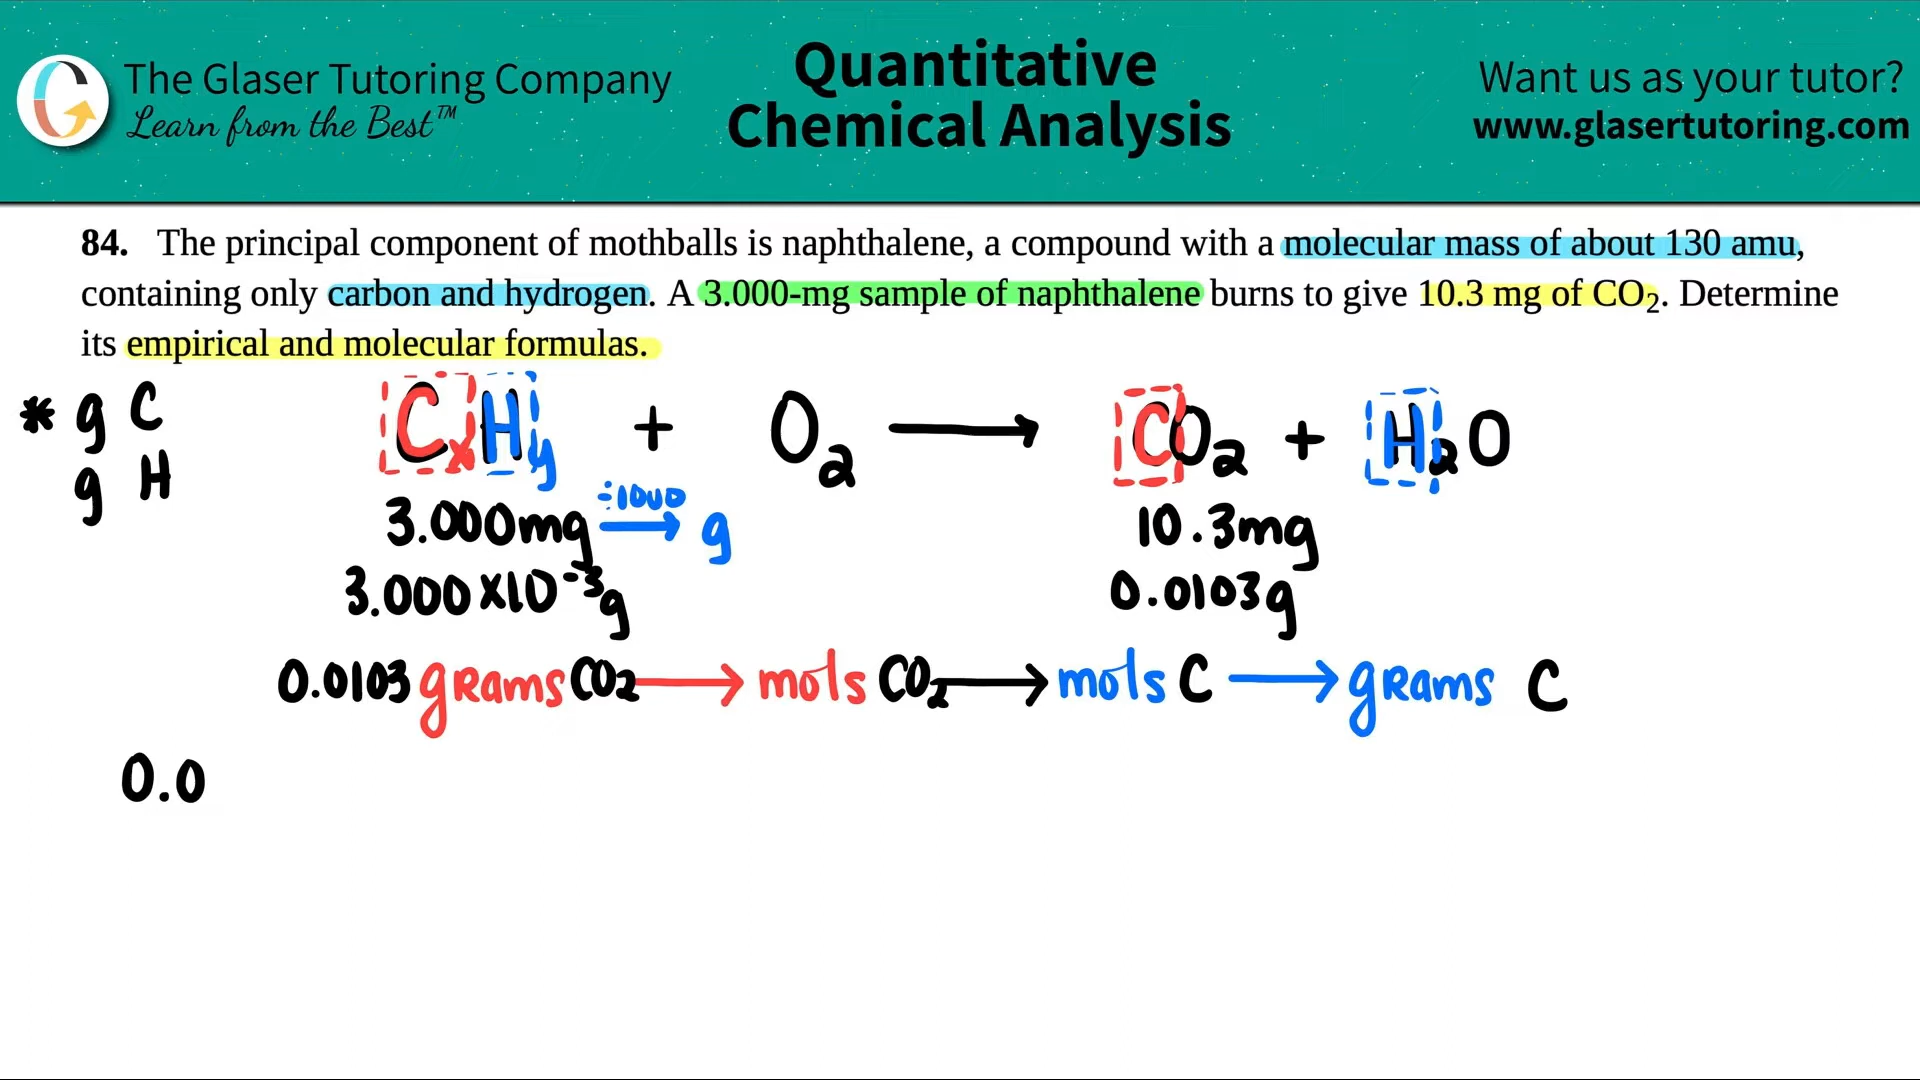 The Glaser Tutoring Company
Learn from the Best™
Quantitative
Chemical Analysis
Want us as your tutor?
www.glasertutoring.com
84. The principal component of mothballs is naphthalene, a compound with a molecular mass of about 130 amu,
containing only carbon and hydrogen. A 3.000-mg sample of naphthalene burns to give 10.3 mg of CO₂. Determine
its empirical and molecular formulas.
* g C
g H
CxHy + O₂ → CO₂ + H₂O
3.000mg ÷1000 → g
10.3mg
3.000×10⁻³g
0.0103g
0.0103 grams CO₂ → mols CO₂ → mols C → grams C
0.0